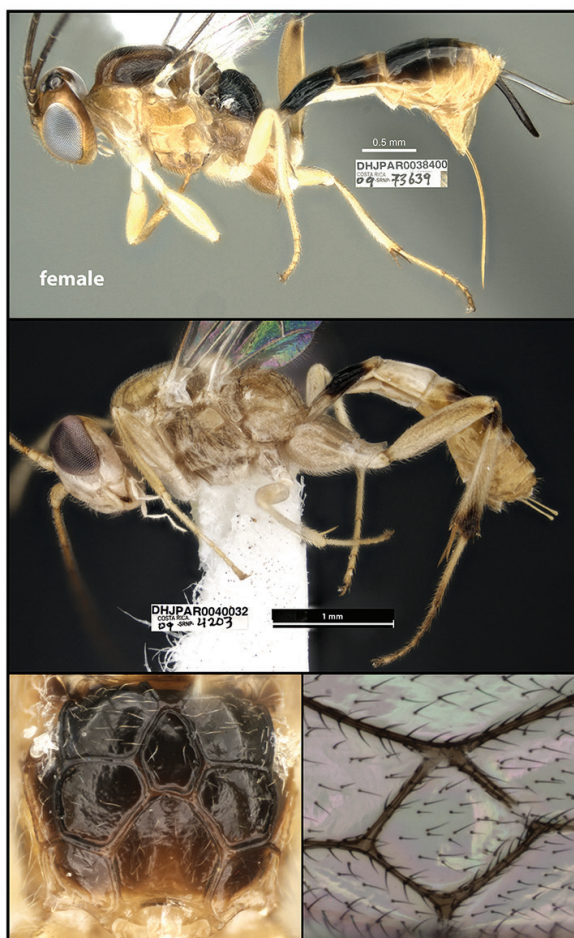 0.5 mm
DHJPAR0038400
COSTA RICA
09-SRNP-73639
female
DHJPAR0040032
COSTA RICA
09-SRNP-4203
1 mm